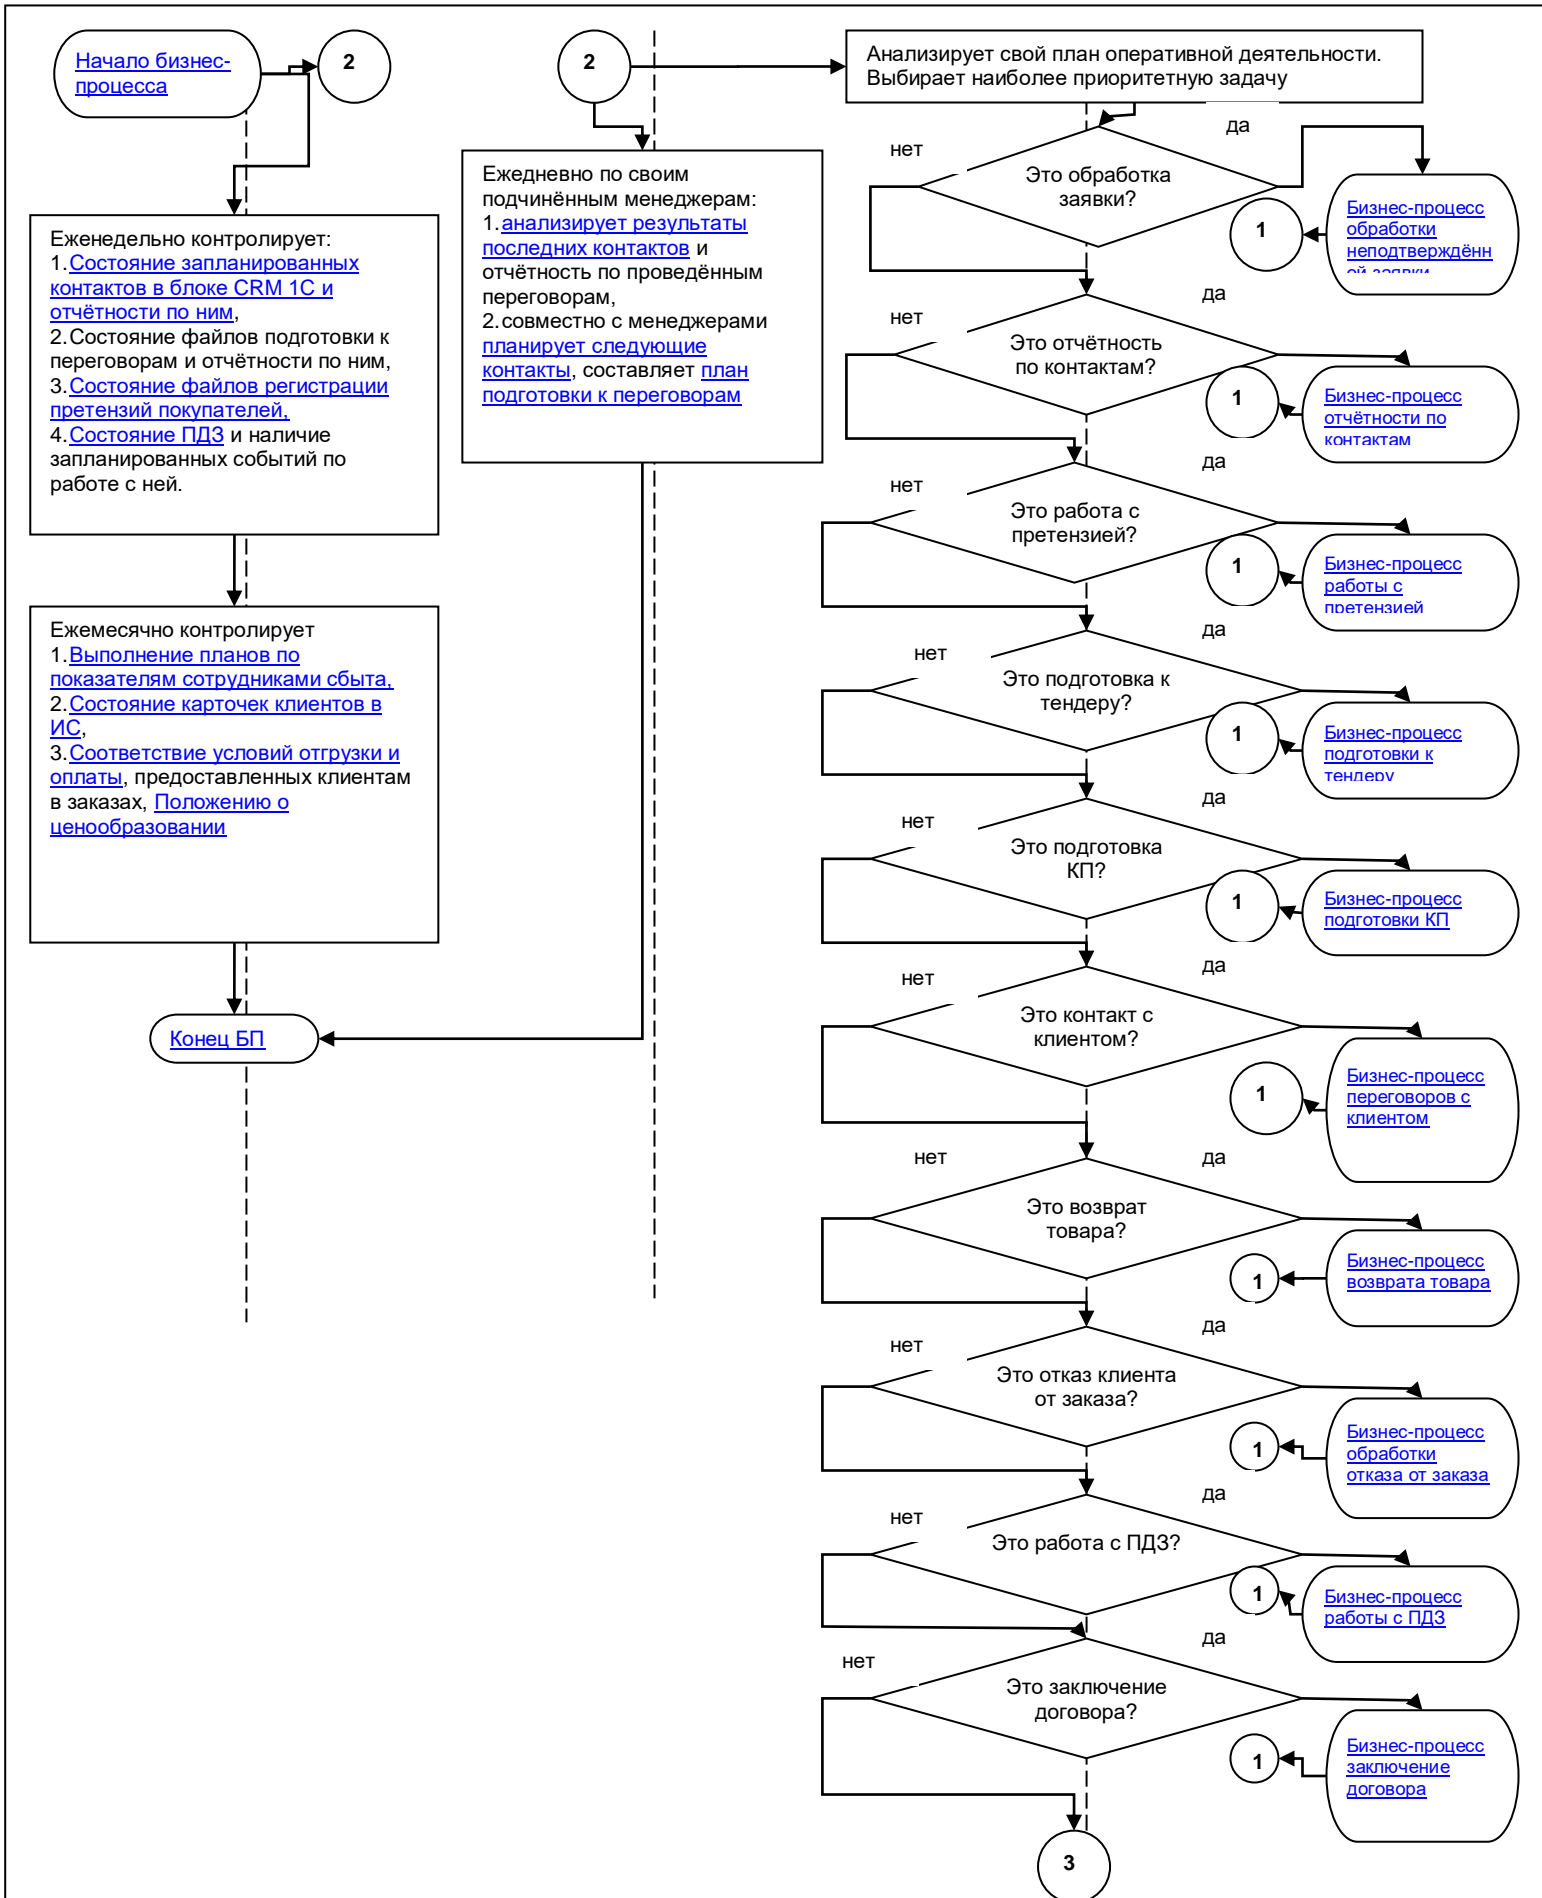 Начало бизнес-
процесса
2
Еженедельно контролирует:
1.Состояние запланированных
контактов в блоке CRM 1С и
отчётности по ним,
2.Состояние файлов подготовки к
переговорам и отчётности по ним,
3.Состояние файлов регистрации
претензий покупателей,
4.Состояние ПДЗ и наличие
запланированных событий по
работе с ней.
Ежемесячно контролирует
1.Выполнение планов по
показателям сотрудниками сбыта,
2.Состояние карточек клиентов в
ИС,
3.Соответствие условий отгрузки и
оплаты, предоставленных клиентам
в заказах, Положению о
ценообразовании
Конец БП
2
Ежедневно по своим
подчинённым менеджерам:
1.анализирует результаты
последних контактов и
отчётность по проведённым
переговорам,
2.совместно с менеджерами
планирует следующие
контакты, составляет план
подготовки к переговорам
Анализирует свой план оперативной деятельности.
Выбирает наиболее приоритетную задачу
да
нет
Это обработка
заявки?
1
Бизнес-процесс
обработки
неподтверждённ
ой заявки
да
нет
Это отчётность
по контактам?
1
Бизнес-процесс
отчётности по
контактам
да
нет
Это работа с
претензией?
1
Бизнес-процесс
работы с
претензией
да
нет
Это подготовка к
тендеру?
1
Бизнес-процесс
подготовки к
тендеру
да
нет
Это подготовка
КП?
1
Бизнес-процесс
подготовки КП
да
нет
Это контакт с
клиентом?
1
Бизнес-процесс
переговоров с
клиентом
да
нет
Это возврат
товара?
1
Бизнес-процесс
возврата товара
да
нет
Это отказ клиента
от заказа?
1
Бизнес-процесс
обработки
отказа от заказа
да
нет
Это работа с ПДЗ?
1
Бизнес-процесс
работы с ПДЗ
да
нет
Это заключение
договора?
1
Бизнес-процесс
заключение
договора
3